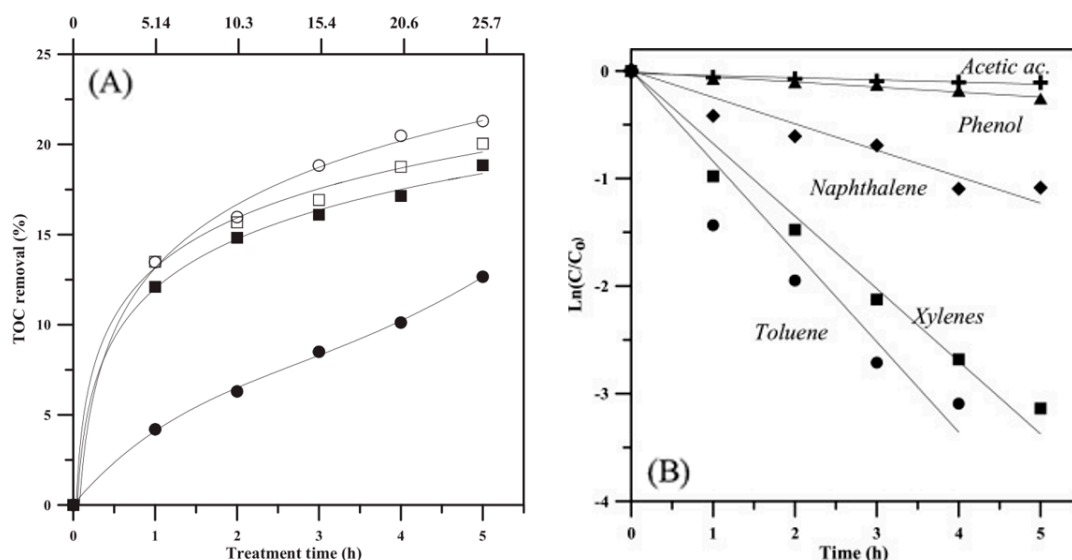 0 5.14 10.3 15.4 20.6 25.7
25
20
15
10
5
0
(A)
TOC removal (%)
0 1 2 3 4 5
Treatment time (h)
0
-1
-2
-3
-4
Ln(C/C₀)
Acetic ac.
Phenol
Naphthalene
Xylenes
Toluene
(B)
0 1 2 3 4 5
Time (h)